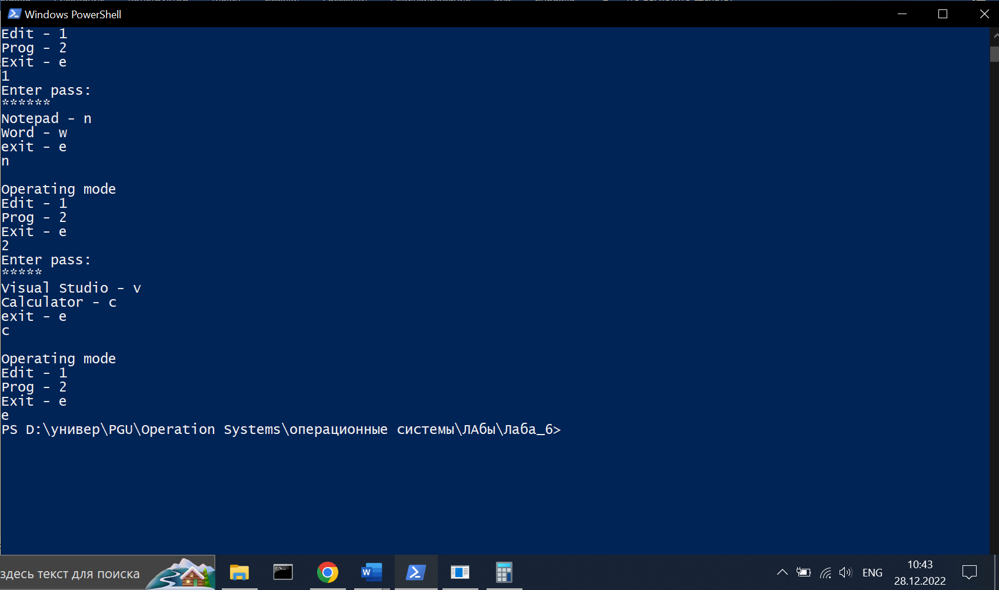 Windows PowerShell
Edit - 1
Prog - 2
Exit - e
1
Enter pass:
******
Notepad - n
Word - w
exit - e
n
Operating mode
Edit - 1
Prog - 2
Exit - e
2
Enter pass:
*****
Visual Studio - v
Calculator - c
exit - e
c
Operating mode
Edit - 1
Prog - 2
Exit - e
e
PS D:\универ\PGU\Operation Systems\операционные системы\ЛАбы\Лаба_6>
здесь текст для поиска
ENG
10:43
28.12.2022